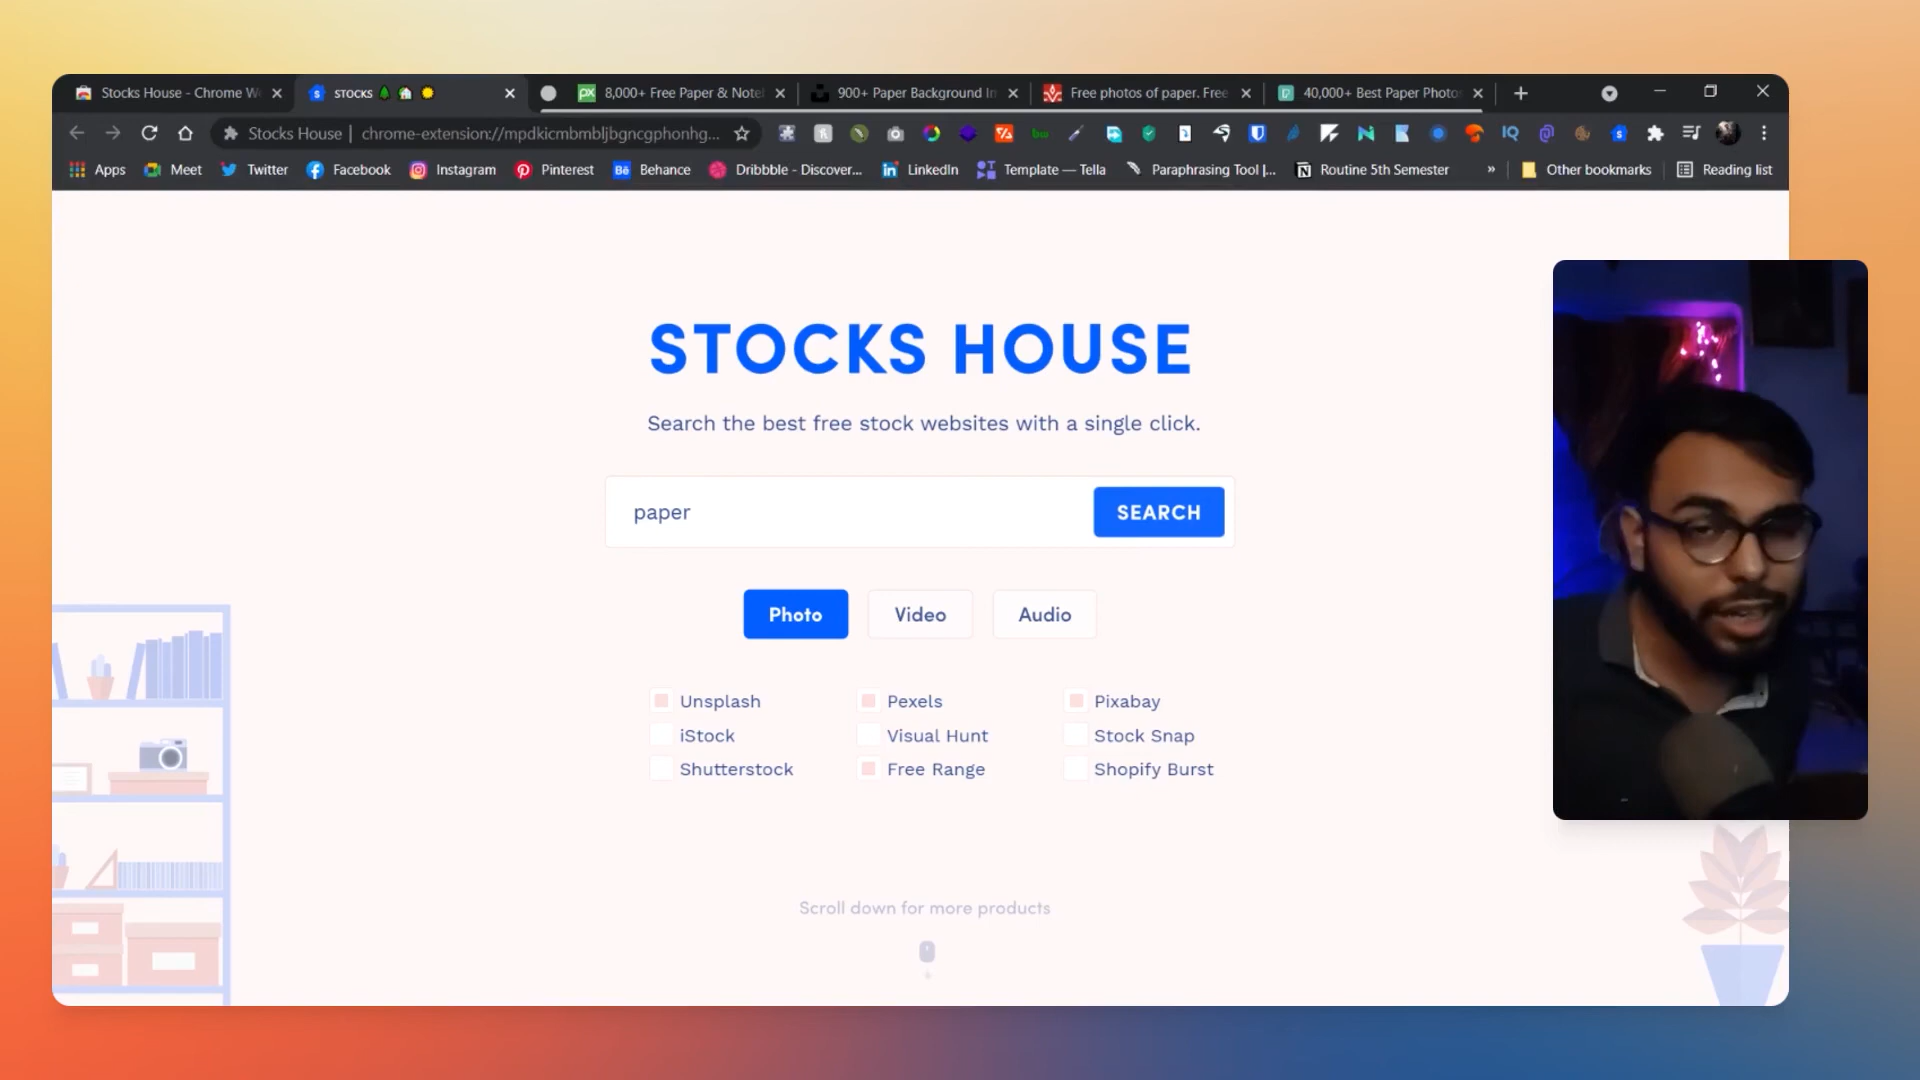 Stocks House - Chrome W
STOCKS
8,000+ Free Paper & Note
900+ Paper Background In
Free photos of paper. Free
40,000+ Best Paper Photos
Stocks House | chrome-extension://mpdkicmbmbljbgncgphonhg...
Apps
Meet
Twitter
Facebook
Instagram
Pinterest
Behance
Dribbble - Discover...
LinkedIn
Template — Tella
Paraphrasing Tool |...
Routine 5th Semester
»
Other bookmarks
Reading list
STOCKS HOUSE
Search the best free stock websites with a single click.
paper
SEARCH
Photo
Video
Audio
Unsplash
Pexels
Pixabay
iStock
Visual Hunt
Stock Snap
Shutterstock
Free Range
Shopify Burst
Scroll down for more products